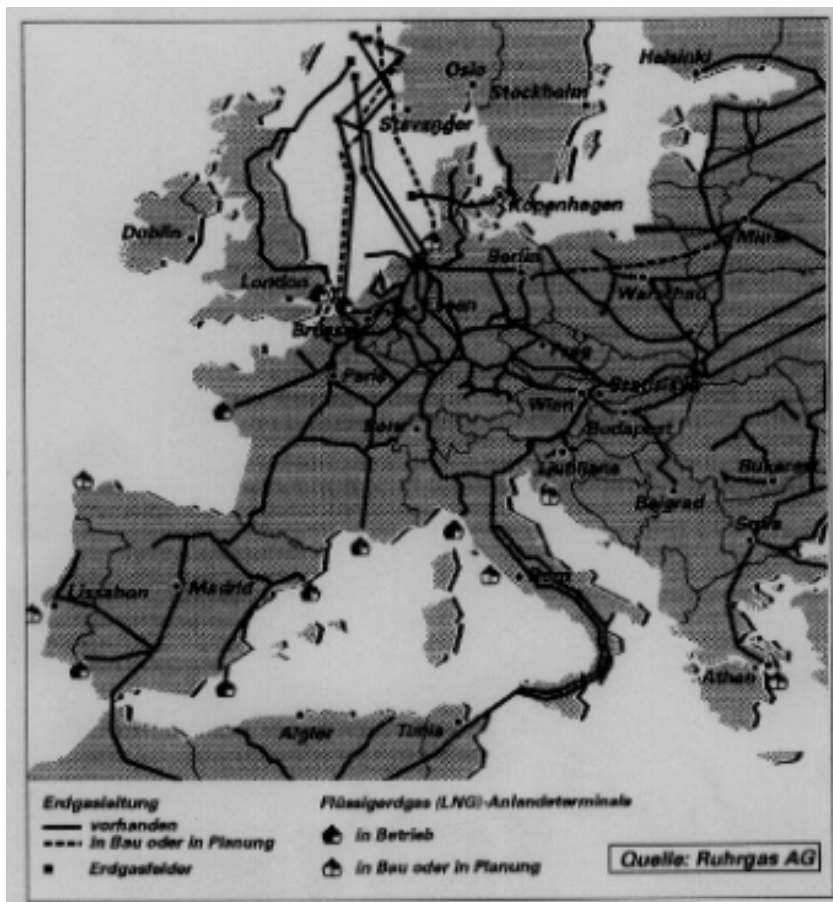 Helsinki
Oslo
Stockholm
Stavanger
Kopenhagen
Dublin
Minsk
Berlin
London
Warschau
Essen
Brüssel
Prag
Paris
Bratislava
Wien
Bern
Budapest
Ljubljana
Bukarest
Belgrad
Sofia
Rom
Lissabon
Madrid
Athen
Algier
Tunis
Erdgasleitung
vorhanden
in Bau oder in Planung
Erdgasfelder
Flüssigerdgas (LNG)-Anlandeterminals
in Betrieb
in Bau oder in Planung
Quelle: Ruhrgas AG